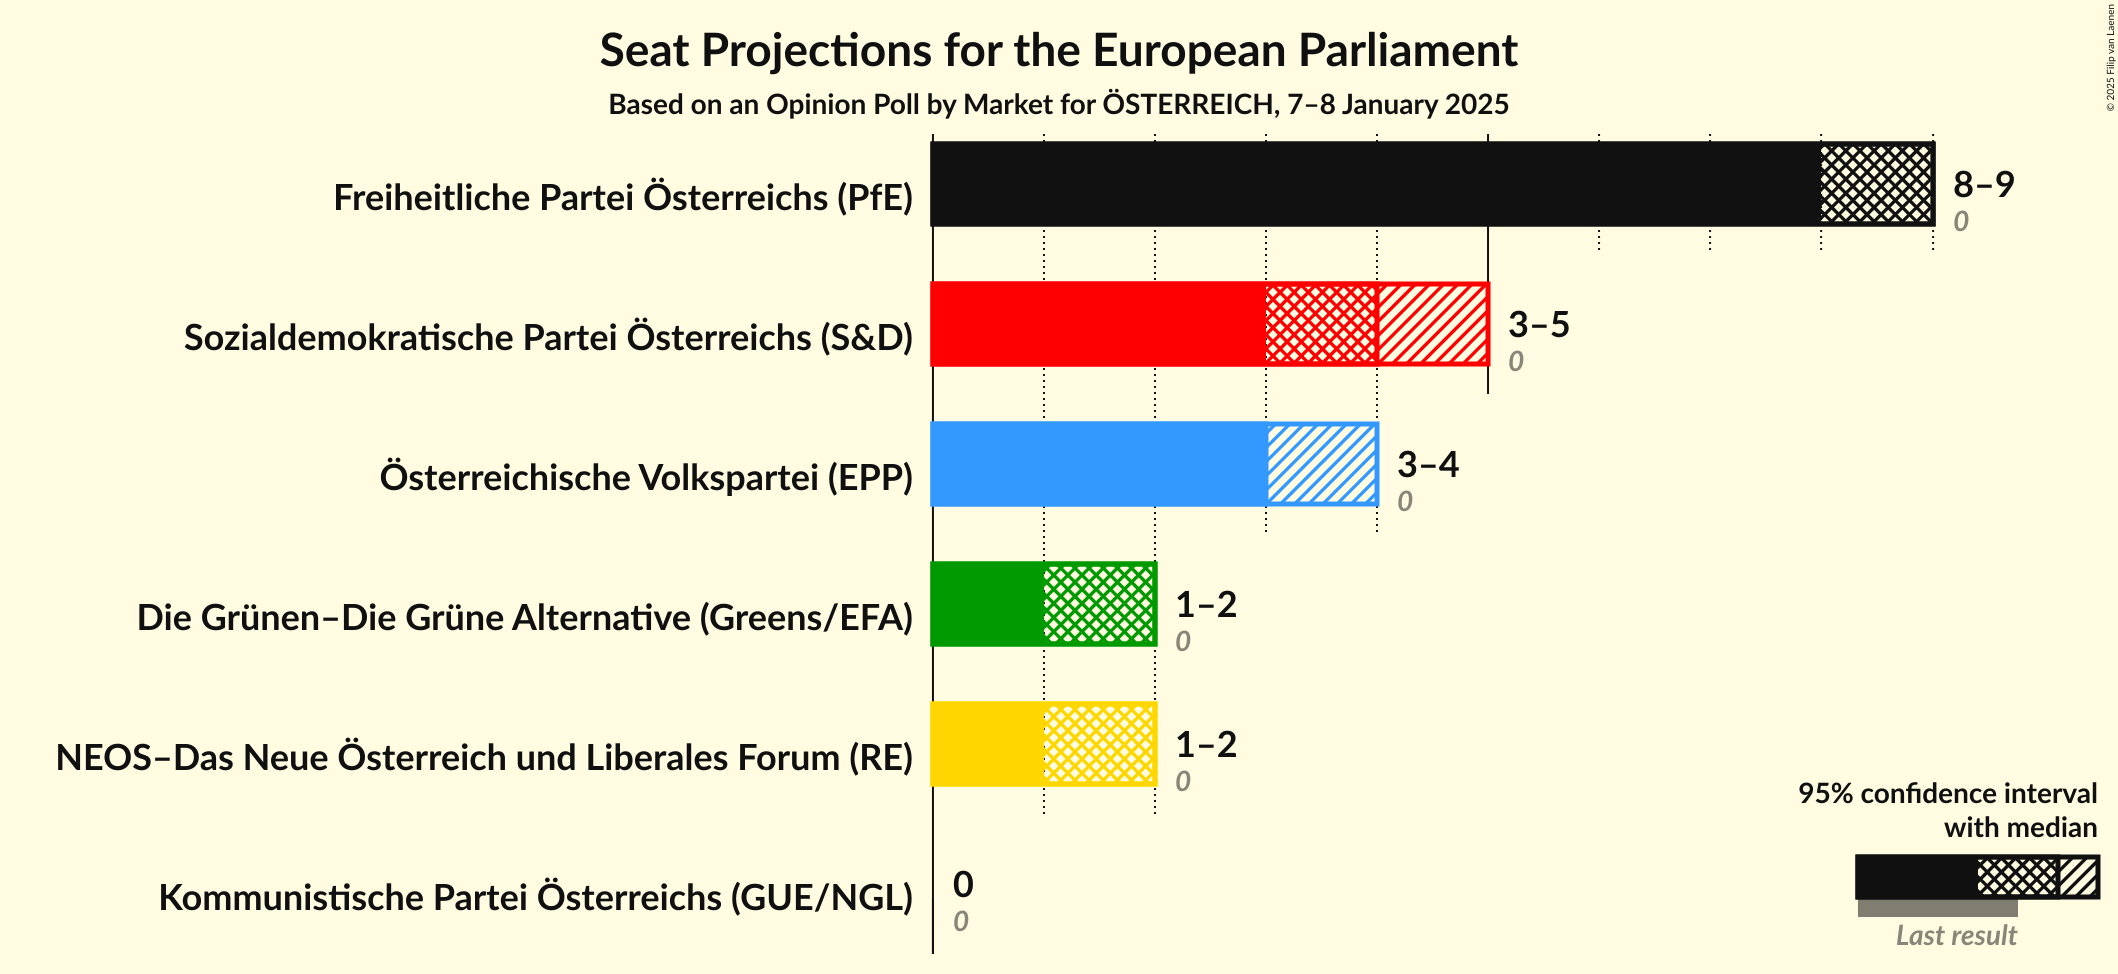 Seat Projections for the European Parliament
Based on an Opinion Poll by Market for ÖSTERREICH, 7–8 January 2025
© 2025 Filip van Laenen
Freiheitliche Partei Österreichs (PfE)
8–9
0
Sozialdemokratische Partei Österreichs (S&D)
3–5
0
Österreichische Volkspartei (EPP)
3–4
0
Die Grünen–Die Grüne Alternative (Greens/EFA)
1–2
0
NEOS–Das Neue Österreich und Liberales Forum (RE)
1–2
0
Kommunistische Partei Österreichs (GUE/NGL)
0
0
95% confidence interval
with median
Last result